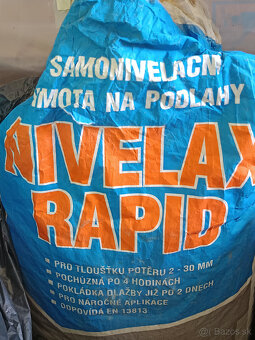 SAMONIVELAČNÍ
HMOTA NA PODLAHY
NIVELAX
RAPID
PRO TLOUŠŤKU POTĚRU 2 - 30 MM
POCHŮZNÁ PO 4 HODINÁCH
POKLÁDKA DLAŽBY JIŽ PO 2 DNECH
PRO NÁROČNÉ APLIKACE
ODPOVÍDÁ EN 13813
© Bazos.sk